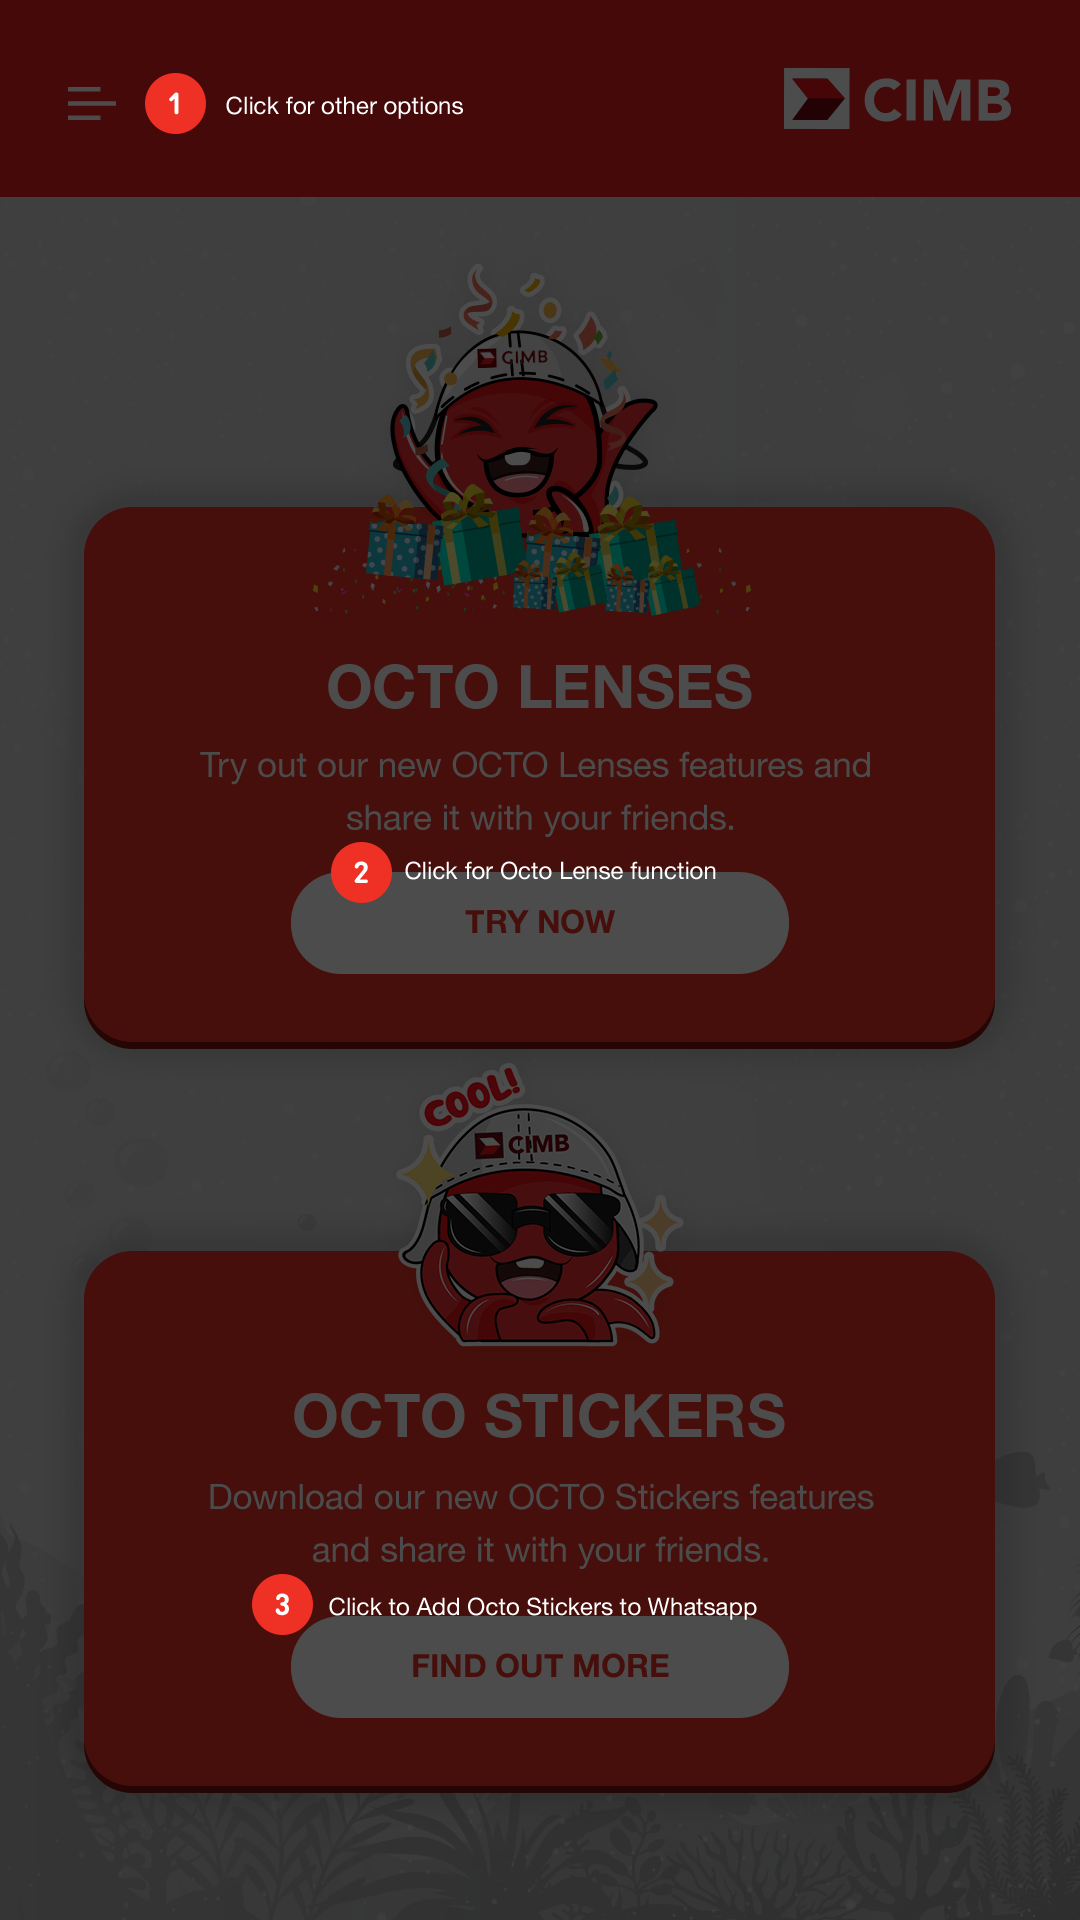 1 Click for other options
CIMB
CIMB
OCTO LENSES
Try out our new OCTO Lenses features and
share it with your friends.
2 Click for Octo Lense function
TRY NOW
COOL!
CIMB
OCTO STICKERS
Download our new OCTO Stickers features
and share it with your friends.
3 Click to Add Octo Stickers to Whatsapp
FIND OUT MORE